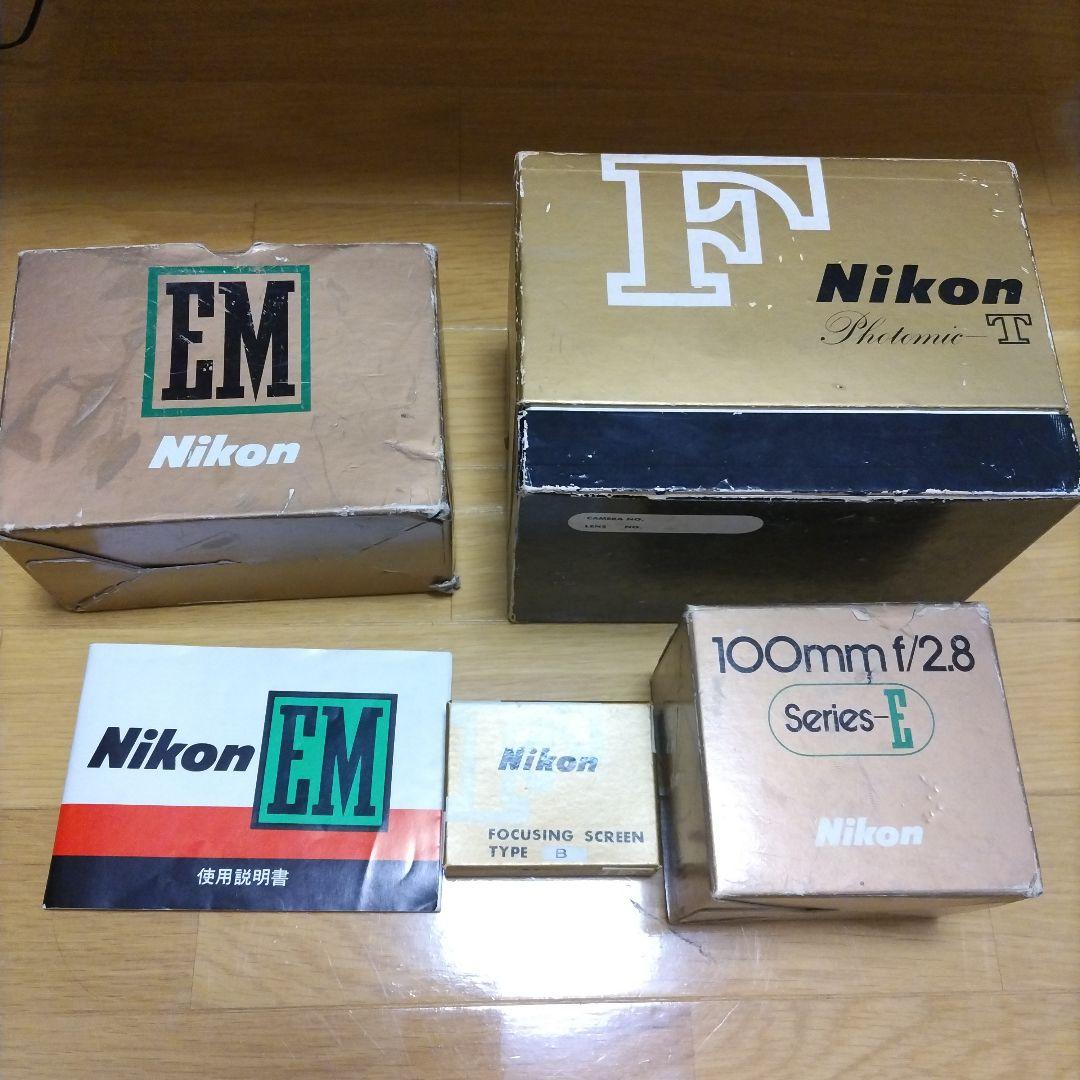 EM
Nikon
F
Nikon
Photomic-T
CAMERA NO.
LENS NO.
Nikon EM
使用説明書
F
Nikon
FOCUSING SCREEN
TYPE B
100mm f/2.8
Series-E
Nikon